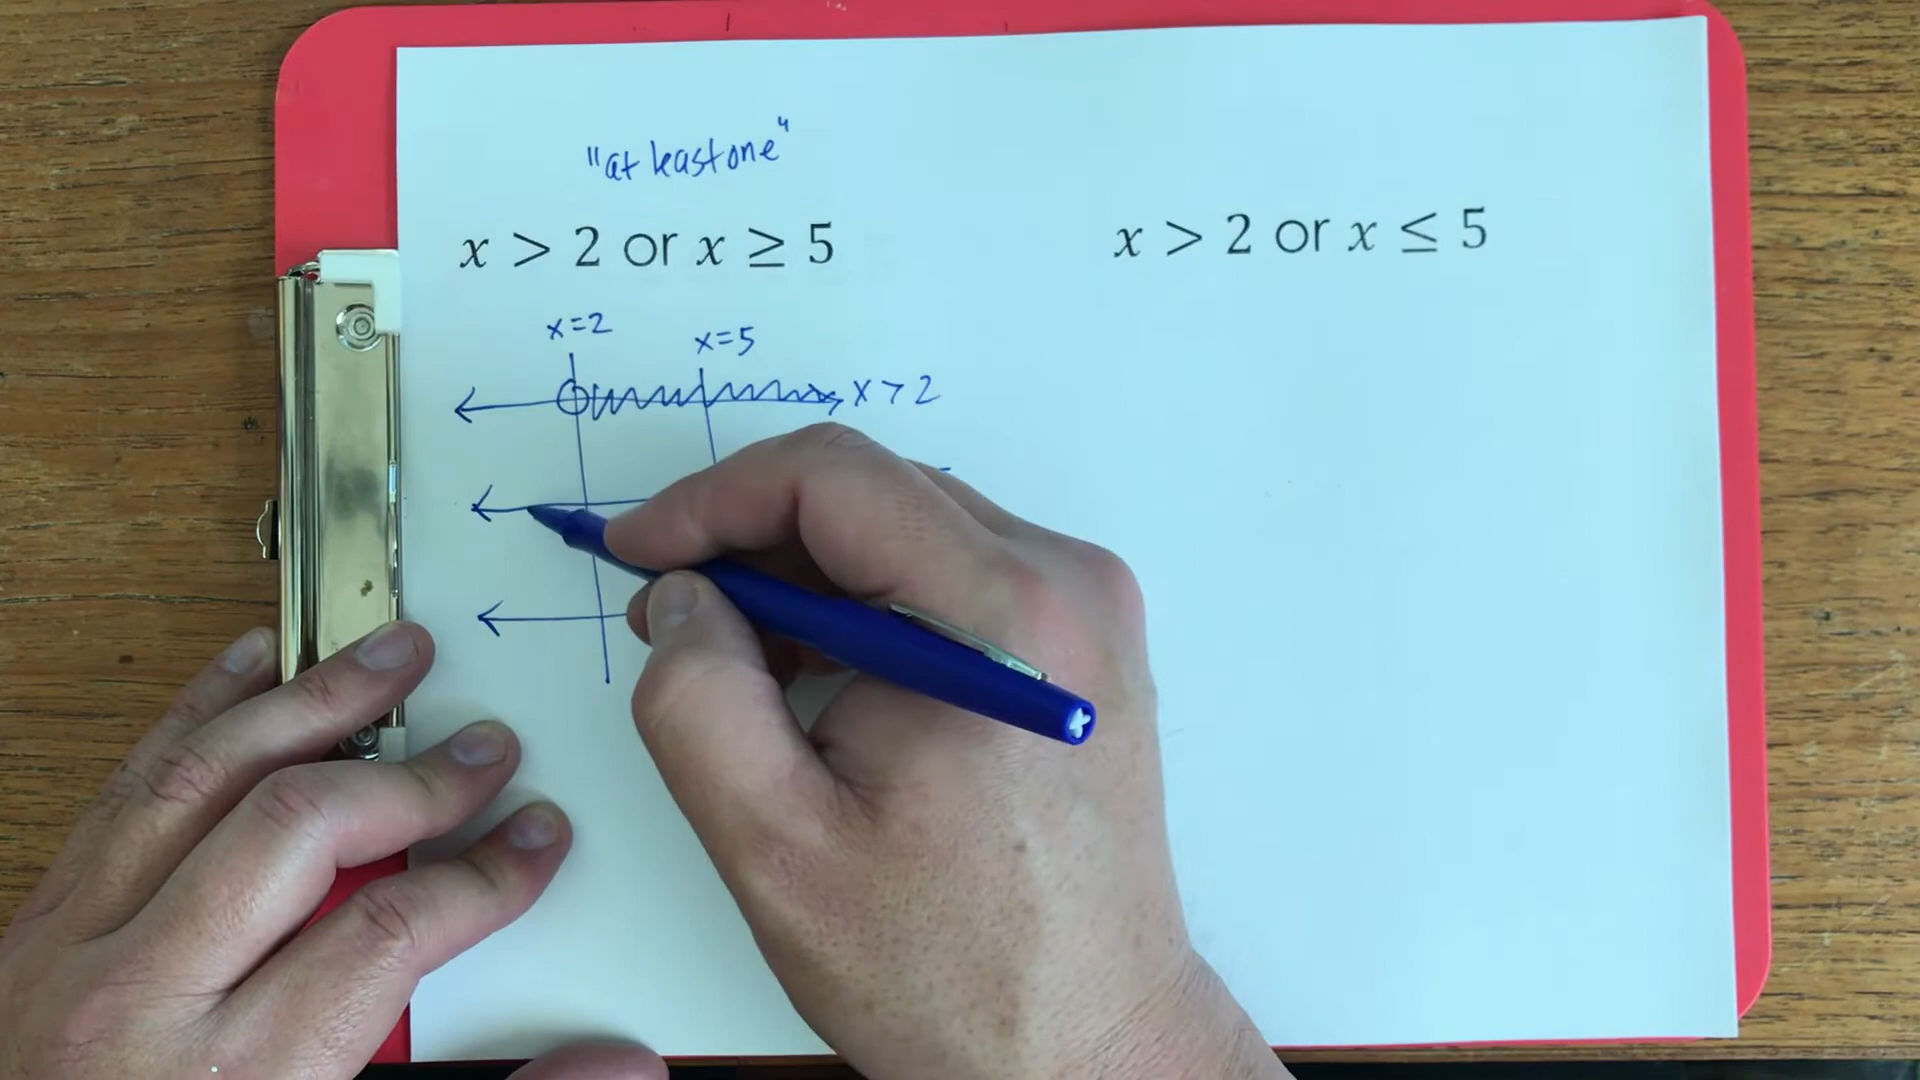 "at least one"
x > 2 or x ≥ 5
x > 2 or x ≤ 5
x=2
x=5
x > 2